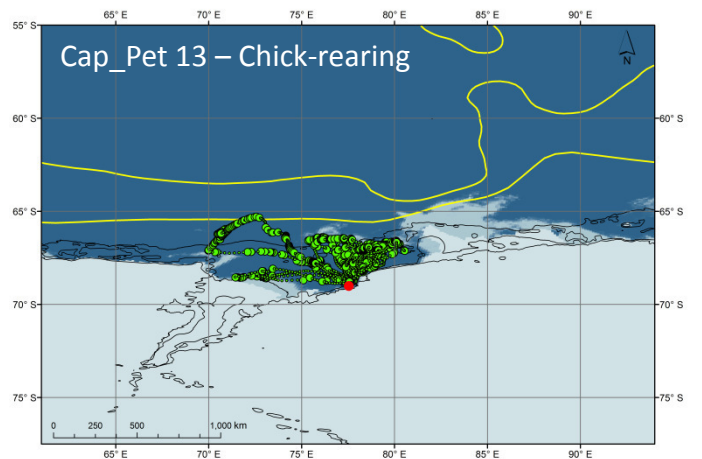 65° E 70° E 75° E 80° E 85° E 90° E
55° S
Cap_Pet 13 – Chick-rearing
N
60° S 60° S
65° S 65° S
70° S 70° S
75° S 75° S
0 250 500 1,000 km
65° E 70° E 75° E 80° E 85° E 90° E